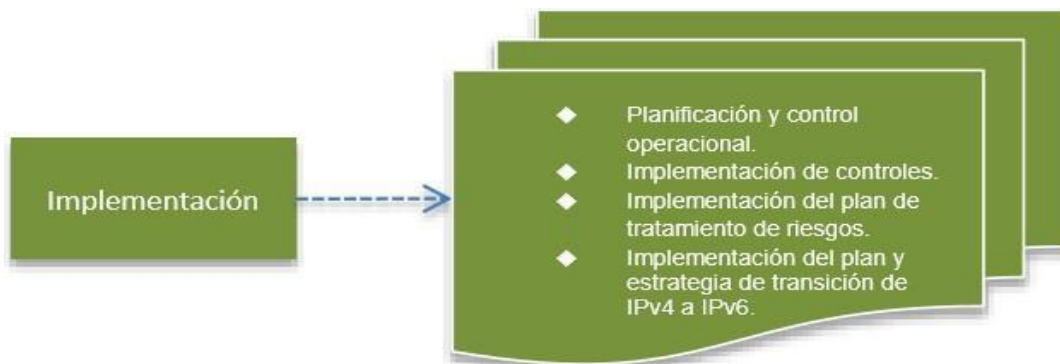 Implementación
Planificación y control
operacional.
Implementación de controles.
Implementación del plan de
tratamiento de riesgos.
Implementación del plan y
estrategia de transición de
IPv4 a IPv6.